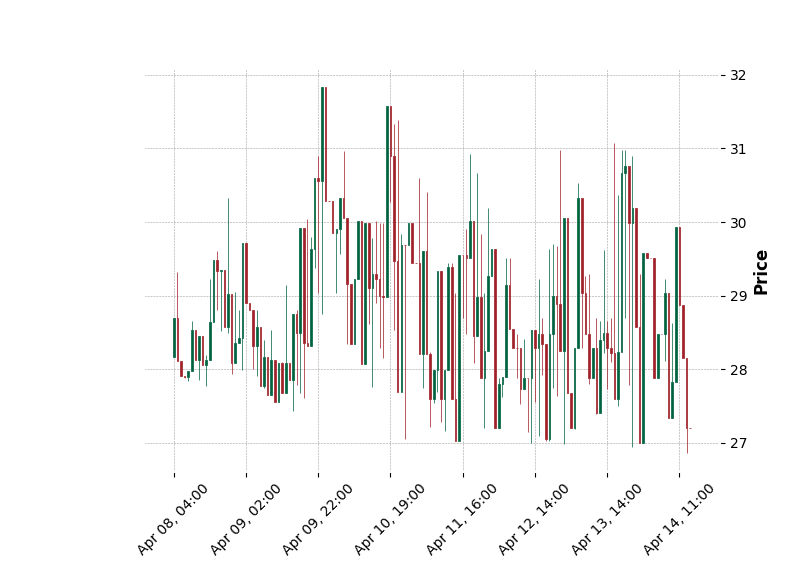 32
31
30
29
28
27
Price
Apr 08, 04:00
Apr 09, 02:00
Apr 09, 22:00
Apr 10, 19:00
Apr 11, 16:00
Apr 12, 14:00
Apr 13, 14:00
Apr 14, 11:00